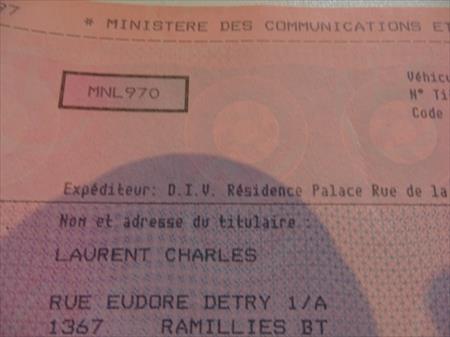 97
* MINISTERE DES COMMUNICATIONS ET
MNL970
Véhicu
N° Ti
Code
Expéditeur: D.I.V. Résidence Palace Rue de la
Nom et adresse du titulaire :
LAURENT CHARLES
RUE EUDORE DETRY 1/A
1367 RAMILLIES BT